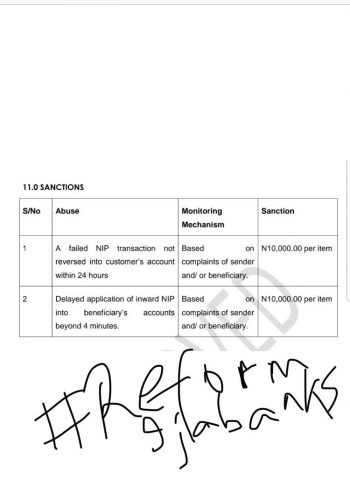 11.0 SANCTIONS
S/No Abuse Monitoring Mechanism Sanction
1 A failed NIP transaction not reversed into customer's account within 24 hours Based on complaints of sender and/ or beneficiary. N10,000.00 per item
2 Delayed application of inward NIP into beneficiary's accounts beyond 4 minutes. Based on complaints of sender and/ or beneficiary. N10,000.00 per item
#Reform
9jabanks